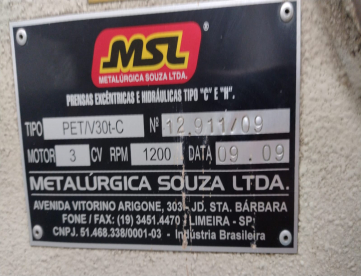 MSL
METALÚRGICA SOUZA LTDA.
PRENSAS EXCÊNTRICAS E HIDRÁULICAS TIPO "C" E "H".
TIPO PET/V30t-C Nº 12.911/09
MOTOR 3 CV RPM 1200 DATA 09.09
METALÚRGICA SOUZA LTDA.
AVENIDA VITORINO ARIGONE, 303 - JD. STA. BÁRBARA
FONE / FAX: (19) 3451.4470 - LIMEIRA - SP
CNPJ. 51.468.338/0001-03 - Indústria Brasileira